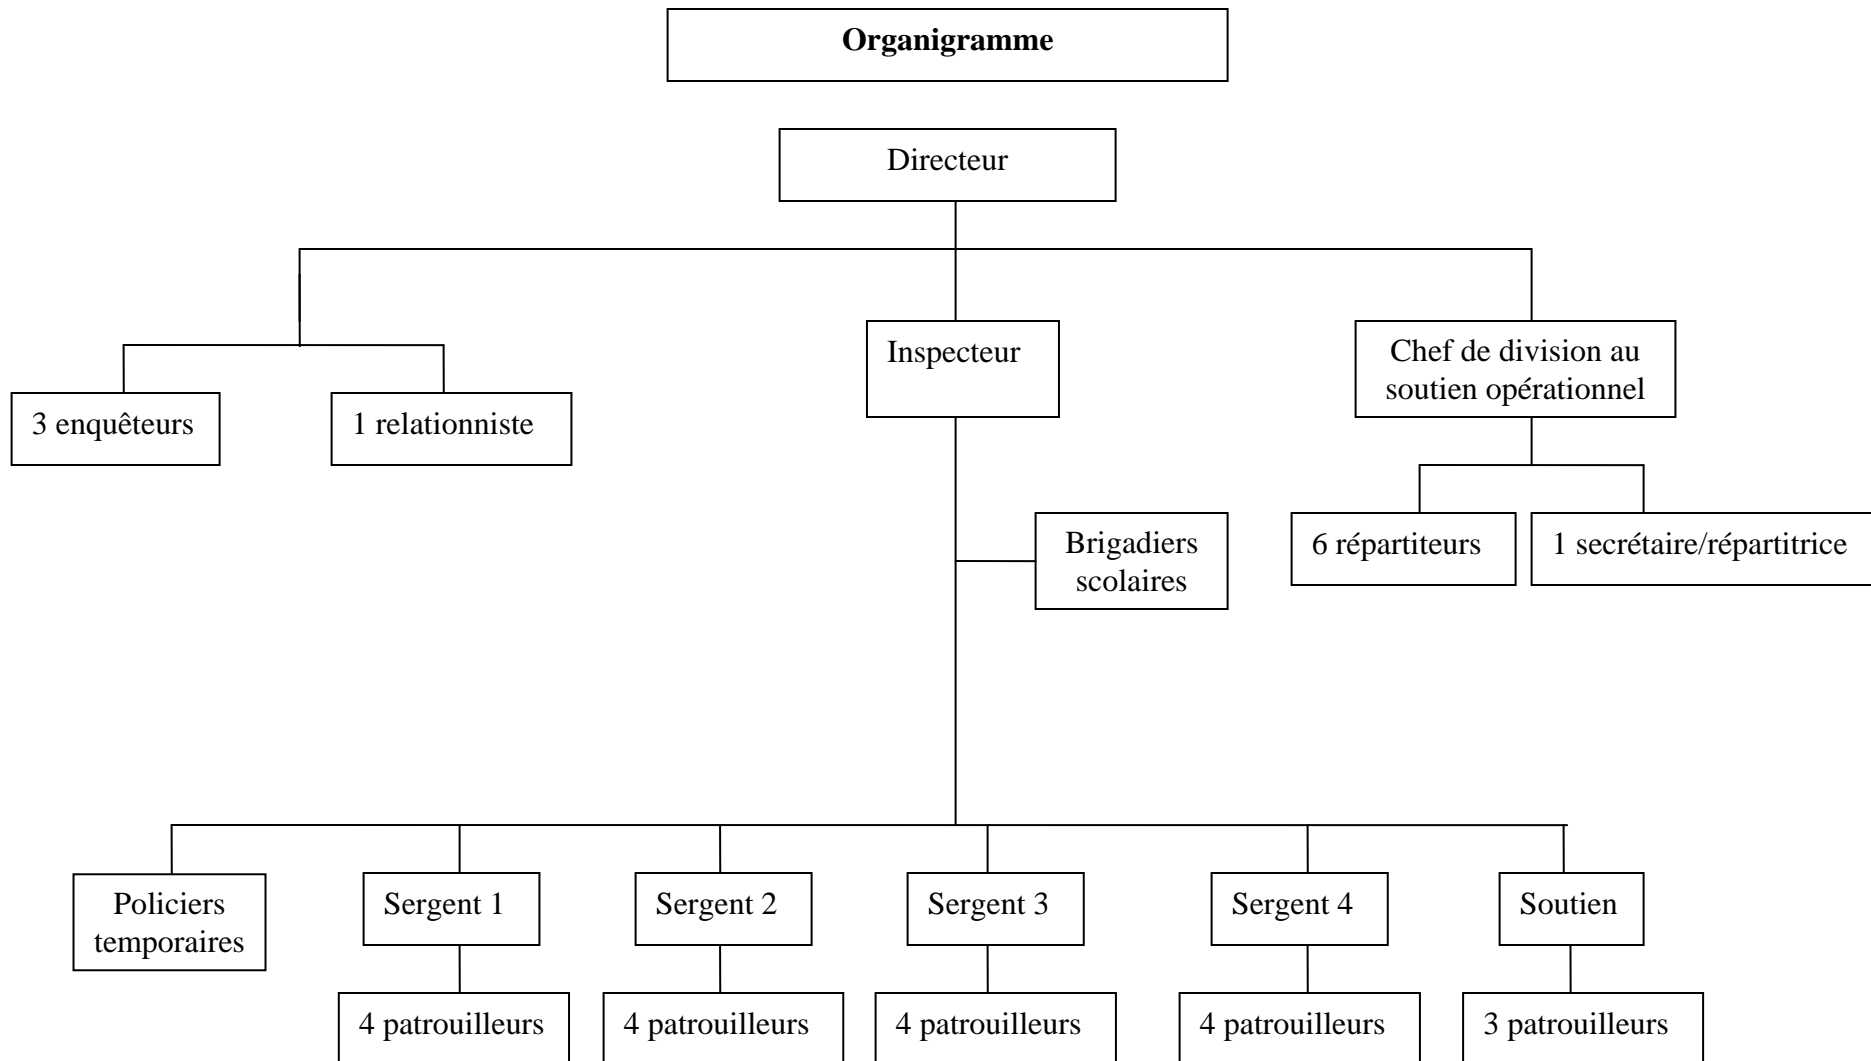 Organigramme
Directeur
Inspecteur
Chef de division au
soutien opérationnel
3 enquêteurs
1 relationniste
Brigadiers
scolaires
6 répartiteurs
1 secrétaire/répartitrice
Policiers
temporaires
Sergent 1
Sergent 2
Sergent 3
Sergent 4
Soutien
4 patrouilleurs
4 patrouilleurs
4 patrouilleurs
4 patrouilleurs
3 patrouilleurs